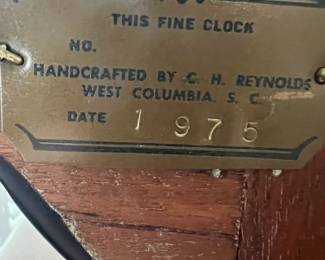 THIS FINE CLOCK
NO.
HANDCRAFTED BY C. H. REYNOLDS
WEST COLUMBIA, S. C.
DATE 1975